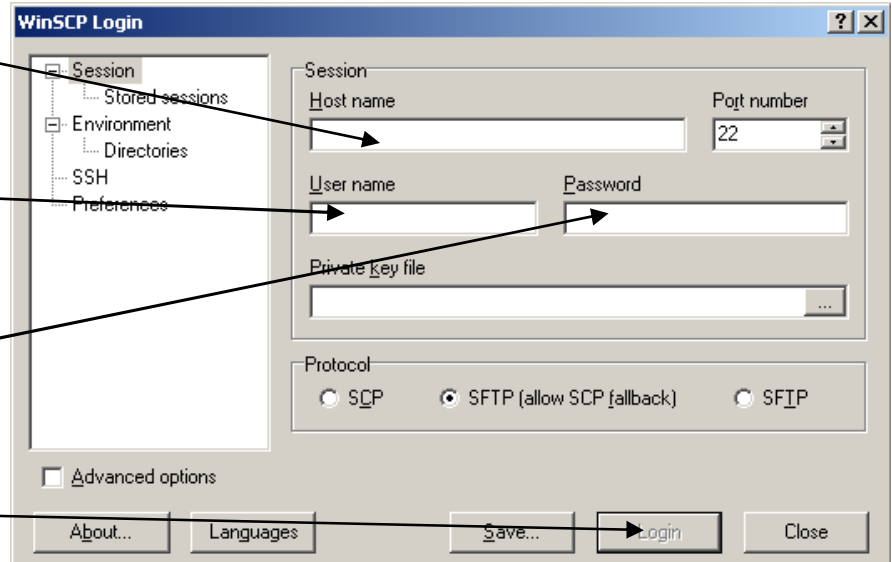 WinSCP Login
Session
Stored sessions
Environment
Directories
SSH
Preferences
Session
Host name
Port number
22
User name
Password
Private key file
...
Protocol
SCP
SFTP (allow SCP fallback)
SFTP
Advanced options
About...
Languages
Save...
Login
Close